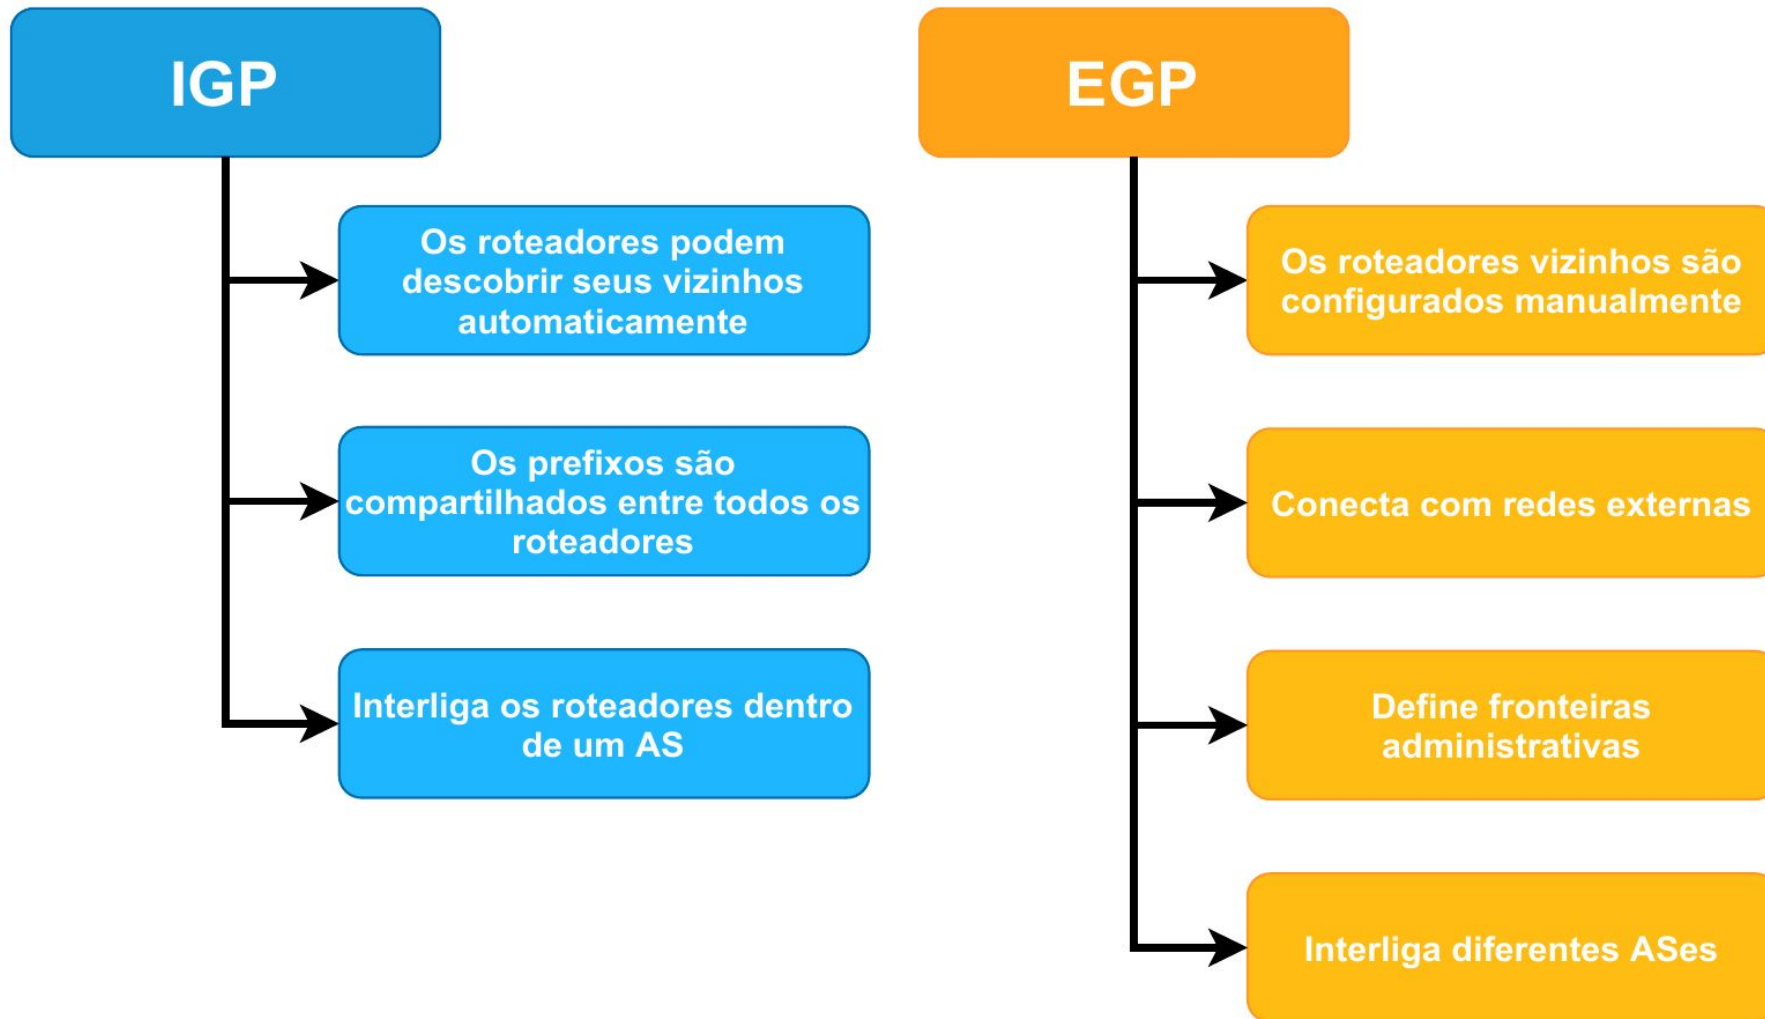 IGP
Os roteadores podem
descobrir seus vizinhos
automaticamente
Os prefixos são
compartilhados entre todos os
roteadores
Interliga os roteadores dentro
de um AS
EGP
Os roteadores vizinhos são
configurados manualmente
Conecta com redes externas
Define fronteiras
administrativas
Interliga diferentes ASes